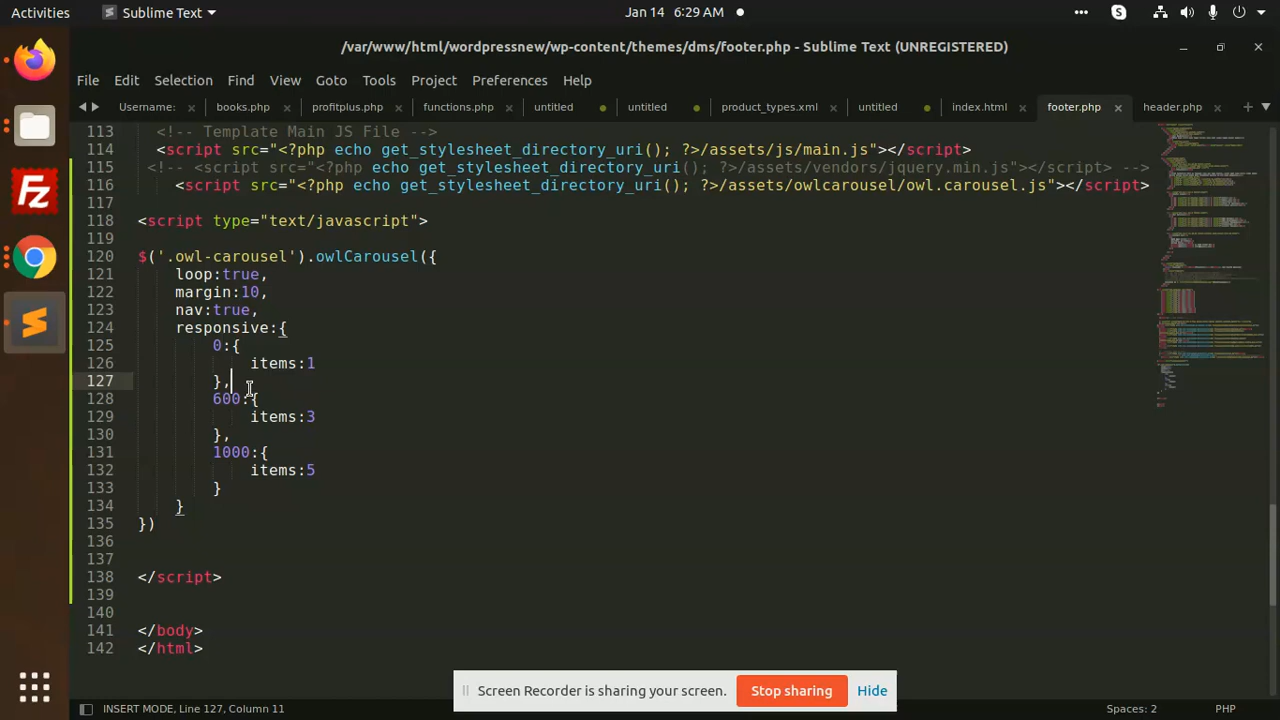 Activities
Sublime Text
Jan 14 6:29 AM
/var/www/html/wordpressnew/wp-content/themes/dms/footer.php - Sublime Text (UNREGISTERED)
File Edit Selection Find View Goto Tools Project Preferences Help
Username: × books.php × profitplus.php × functions.php × untitled untitled product_types.xml × untitled index.html × footer.php × header.php ×
113 <!-- Template Main JS File -->
114 <script src="<?php echo get_stylesheet_directory_uri(); ?>/assets/js/main.js"></script>
115 <!-- <script src="<?php echo get_stylesheet_directory_uri(); ?>/assets/vendors/jquery.min.js"></script> -->
116 <script src="<?php echo get_stylesheet_directory_uri(); ?>/assets/owlcarousel/owl.carousel.js"></script>
117
118 <script type="text/javascript">
119
120 $('.owl-carousel').owlCarousel({
121 loop:true,
122 margin:10,
123 nav:true,
124 responsive:{
125 0:{
126 items:1
127 },
128 600:{
129 items:3
130 },
131 1000:{
132 items:5
133 }
134 }
135 })
136
137
138 </script>
139
140
141 </body>
142 </html>
Screen Recorder is sharing your screen. Stop sharing Hide
INSERT MODE, Line 127, Column 11 Spaces: 2 PHP